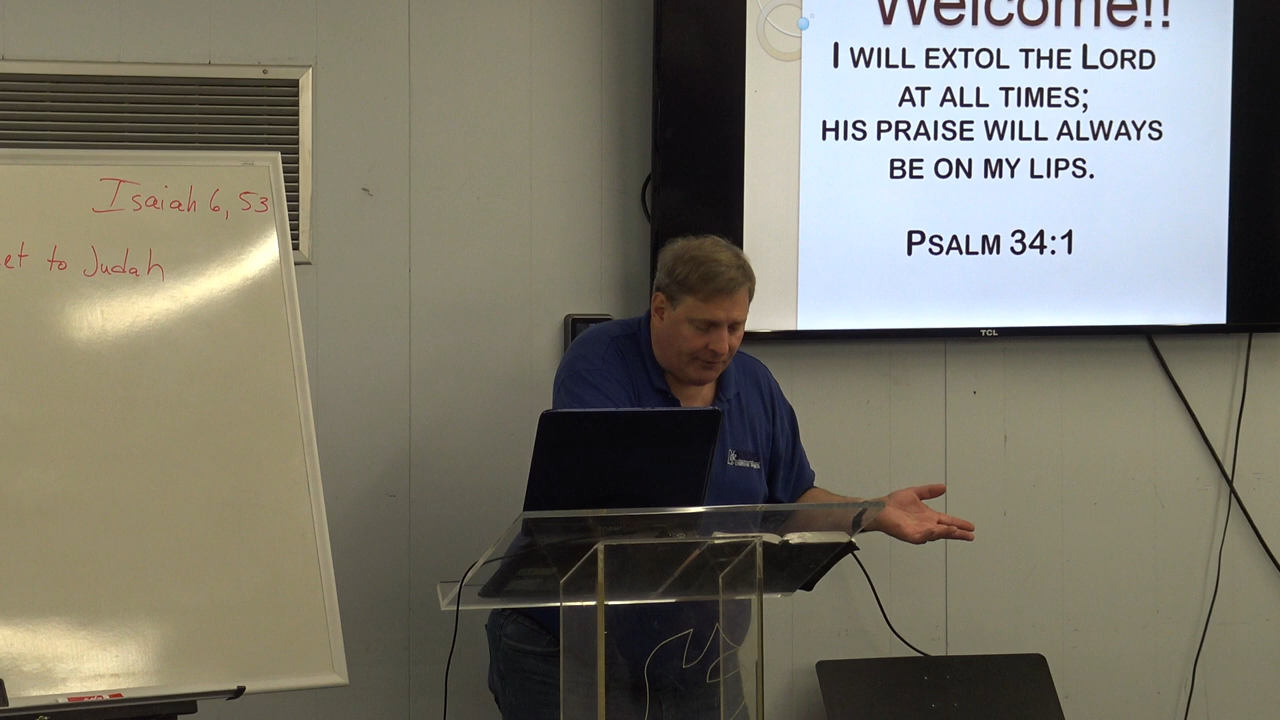 Isaiah 6, 53
et to Judah
Welcome!!
I WILL EXTOL THE LORD
AT ALL TIMES;
HIS PRAISE WILL ALWAYS
BE ON MY LIPS.
PSALM 34:1
TCL